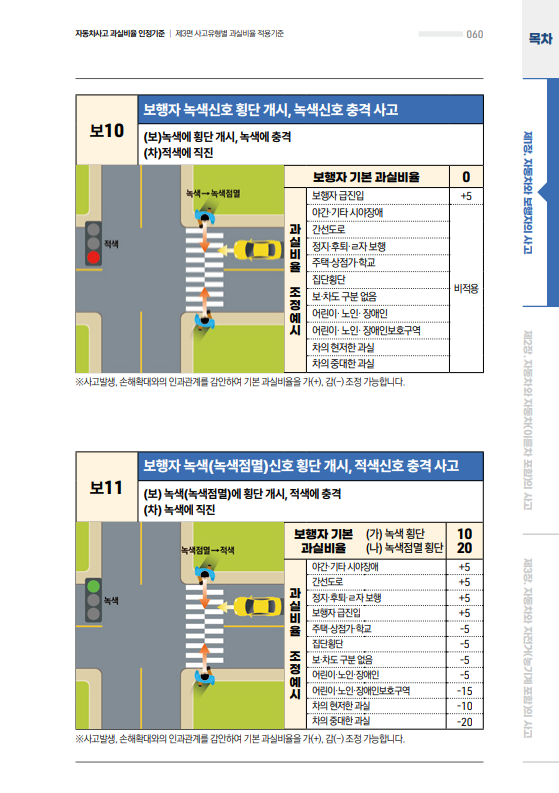 자동차사고 과실비율 인정기준 | 제3편 사고유형별 과실비율 적용기준
060
목차
제1장. 자동차와 보행자의 사고
제2장. 자동차와 자동차(이륜차 포함)의 사고
제3장. 자동차와 자전거(농기계 포함)의 사고
보10
보행자 녹색신호 횡단 개시, 녹색신호 충격 사고
(보)녹색에 횡단 개시, 녹색에 충격
(차)적색에 직진
녹색→녹색점멸
적색
과실비율 조정예시
보행자 기본 과실비율 0
보행자 급진입 +5
야간·기타 시야장애
간선도로
정지·후퇴·ㄹ자 보행
주택·상점가·학교
집단횡단
보·차도 구분 없음
어린이·노인·장애인
어린이·노인·장애인보호구역
차의 현저한 과실
차의 중대한 과실
비적용
※사고발생, 손해확대와의 인과관계를 감안하여 기본 과실비율을 가(+), 감(-) 조정 가능합니다.
보11
보행자 녹색(녹색점멸)신호 횡단 개시, 적색신호 충격 사고
(보) 녹색(녹색점멸)에 횡단 개시, 적색에 충격
(차) 녹색에 직진
녹색점멸→적색
녹색
과실비율 조정예시
보행자 기본 과실비율
(가) 녹색 횡단 10
(나) 녹색점멸 횡단 20
야간·기타 시야장애 +5
간선도로 +5
정지·후퇴·ㄹ자 보행 +5
보행자 급진입 +5
주택·상점가·학교 -5
집단횡단 -5
보·차도 구분 없음 -5
어린이·노인·장애인 -5
어린이·노인·장애인보호구역 -15
차의 현저한 과실 -10
차의 중대한 과실 -20
※사고발생, 손해확대와의 인과관계를 감안하여 기본 과실비율을 가(+), 감(-) 조정 가능합니다.